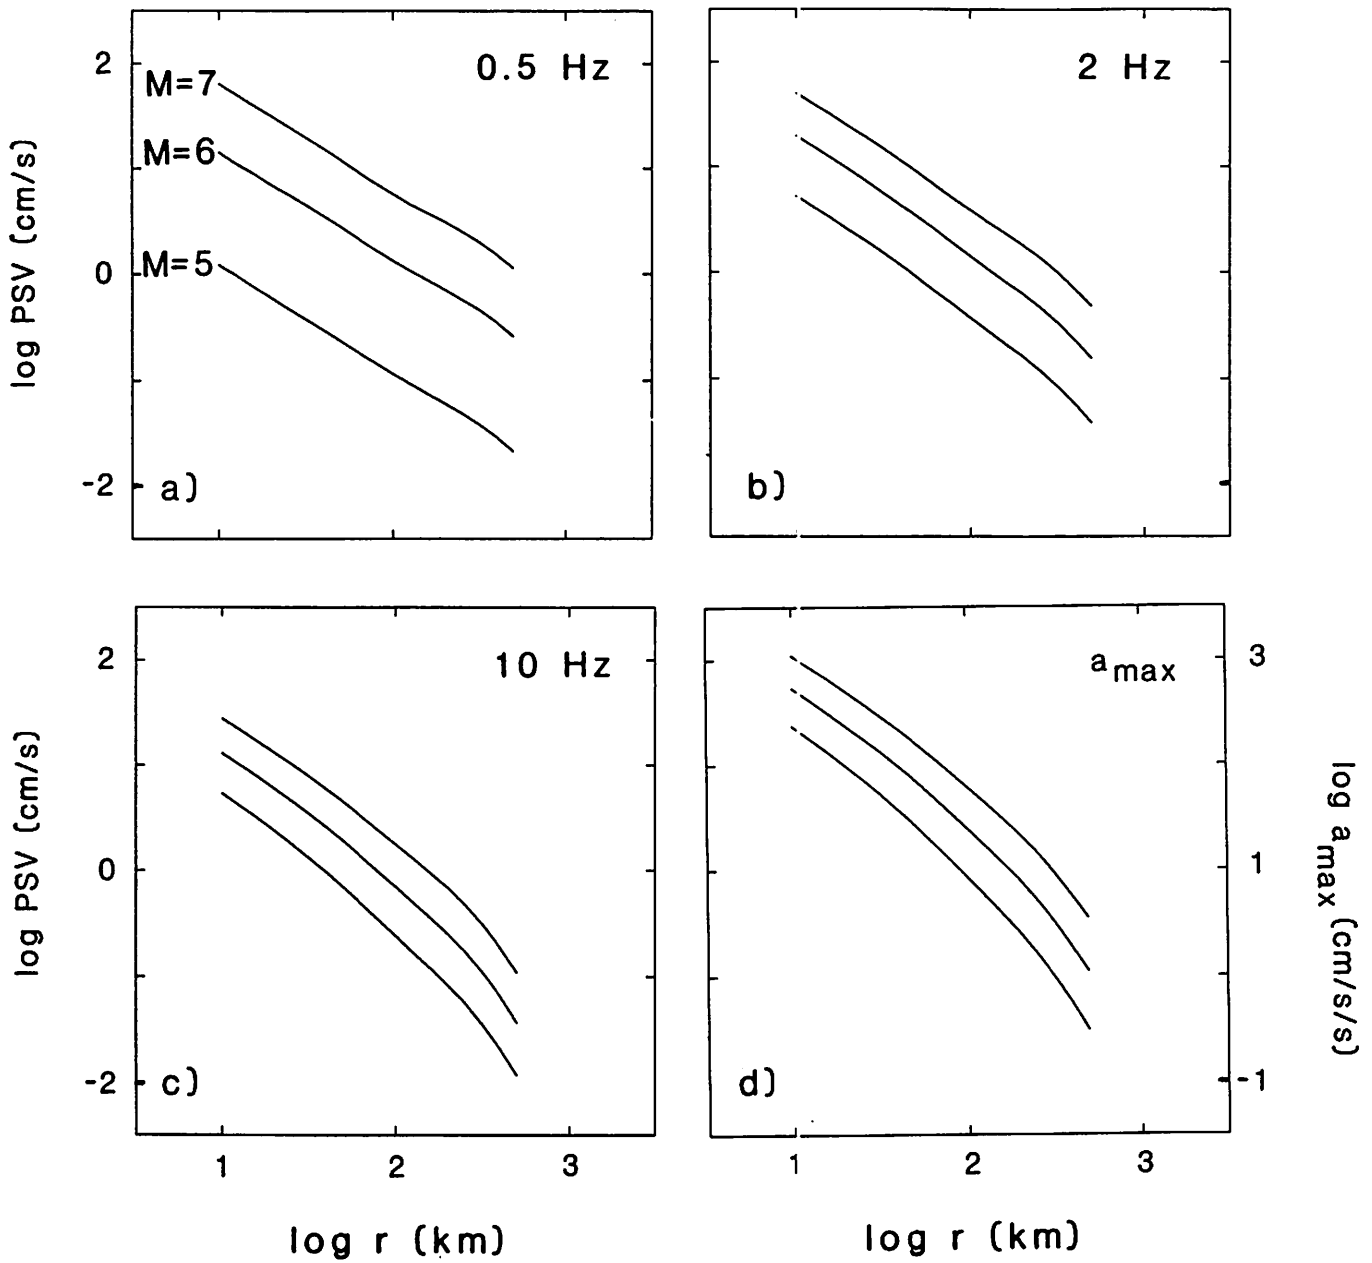 2
0.5 Hz
M=7
M=6
M=5
0
-2
a)
log PSV (cm/s)
2 Hz
b)
2
10 Hz
0
-2
c)
log PSV (cm/s)
1 2 3
log r (km)
a max
3
1
-1
d)
log a max (cm/s/s)
1 2 3
log r (km)